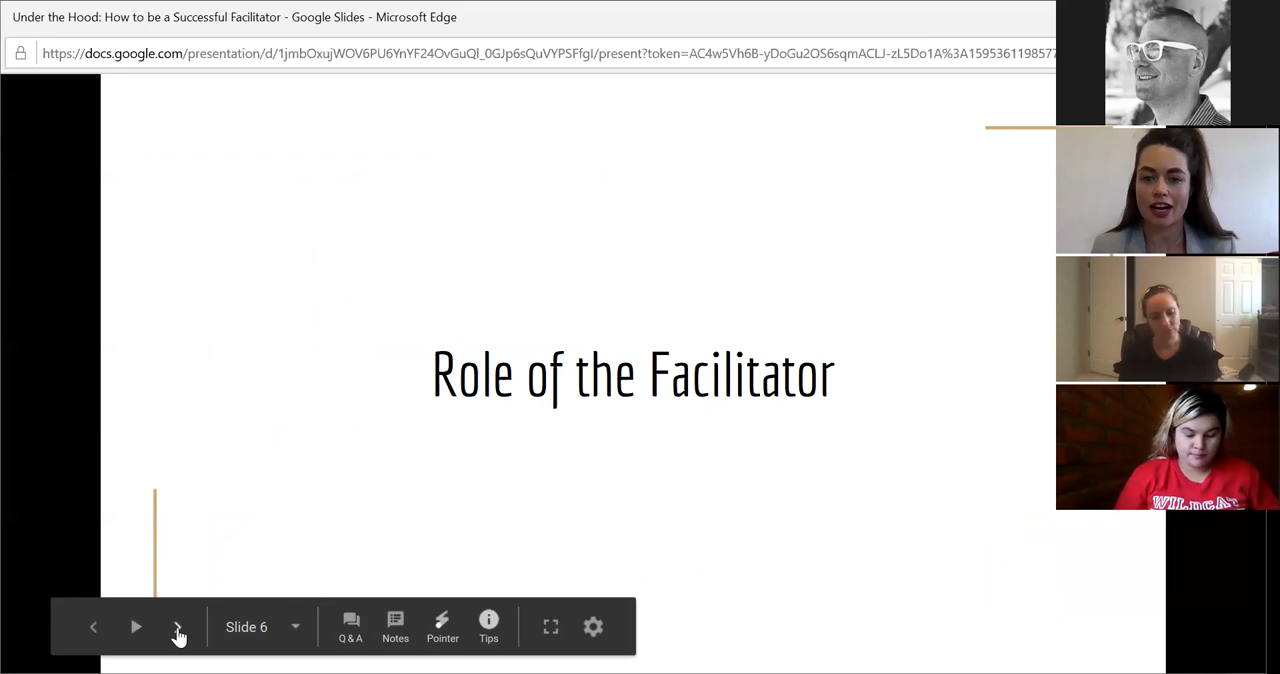 Under the Hood: How to be a Successful Facilitator - Google Slides - Microsoft Edge
https://docs.google.com/presentation/d/1jmbOxujWOV6PU6YnYF24OvGuQl_0GJp6sQuVYPSFfgI/present?token=AC4w5Vh6B-yDoGu2OS6sqmACLJ-zL5Do1A%3A1595361198577
Role of the Facilitator
WILDCAT
Slide 6
Q & A
Notes
Pointer
Tips